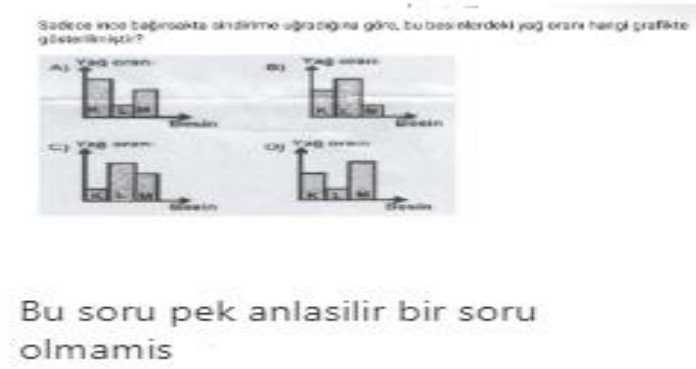 Sadece ince bağırsakta sindirime uğradığına göre, bu besinlerdeki yağ oranı hangi grafikte
gösterilmiştir?
A) Yağ oranı
B) Yağ oranı
K L M
Besin
K L M
Besin
C) Yağ oranı
D) Yağ oranı
K L M
Besin
K L M
Besin
Bu soru pek anlasilir bir soru
olmamis